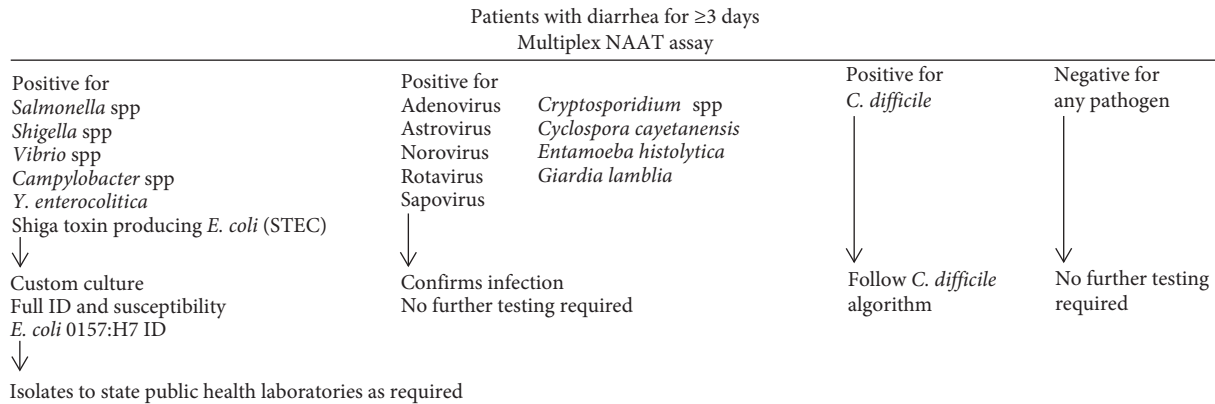 Patients with diarrhea for ≥3 days
Multiplex NAAT assay
Positive for
Salmonella spp
Shigella spp
Vibrio spp
Campylobacter spp
Y. enterocolitica
Shiga toxin producing E. coli (STEC)
Custom culture
Full ID and susceptibility
E. coli 0157:H7 ID
Isolates to state public health laboratories as required
Positive for
Adenovirus
Astrovirus
Norovirus
Rotavirus
Sapovirus
Cryptosporidium spp
Cyclospora cayetanensis
Entamoeba histolytica
Giardia lamblia
Confirms infection
No further testing required
Positive for
C. difficile
Follow C. difficile
algorithm
Negative for
any pathogen
No further testing
required